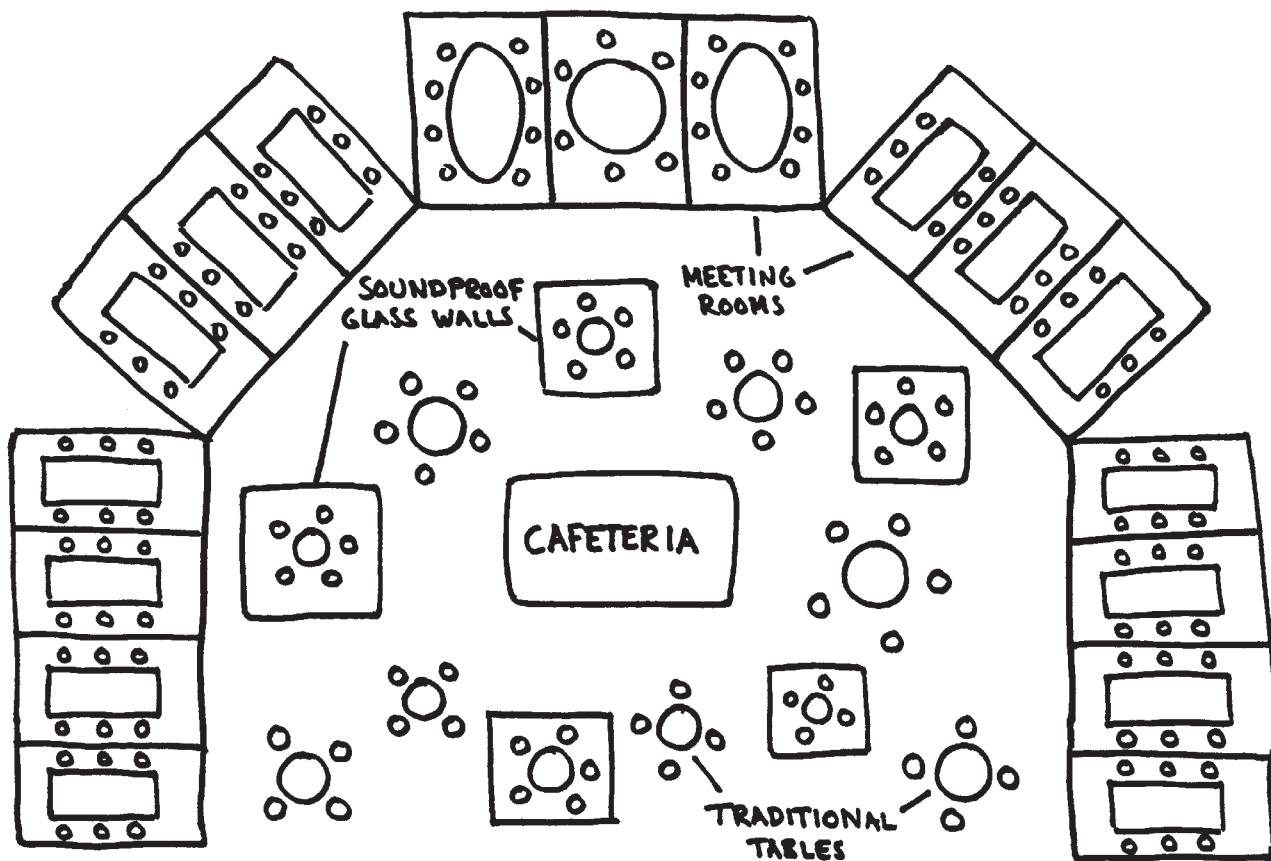 SOUNDPROOF
GLASS WALLS
MEETING
ROOMS
CAFETERIA
TRADITIONAL
TABLES